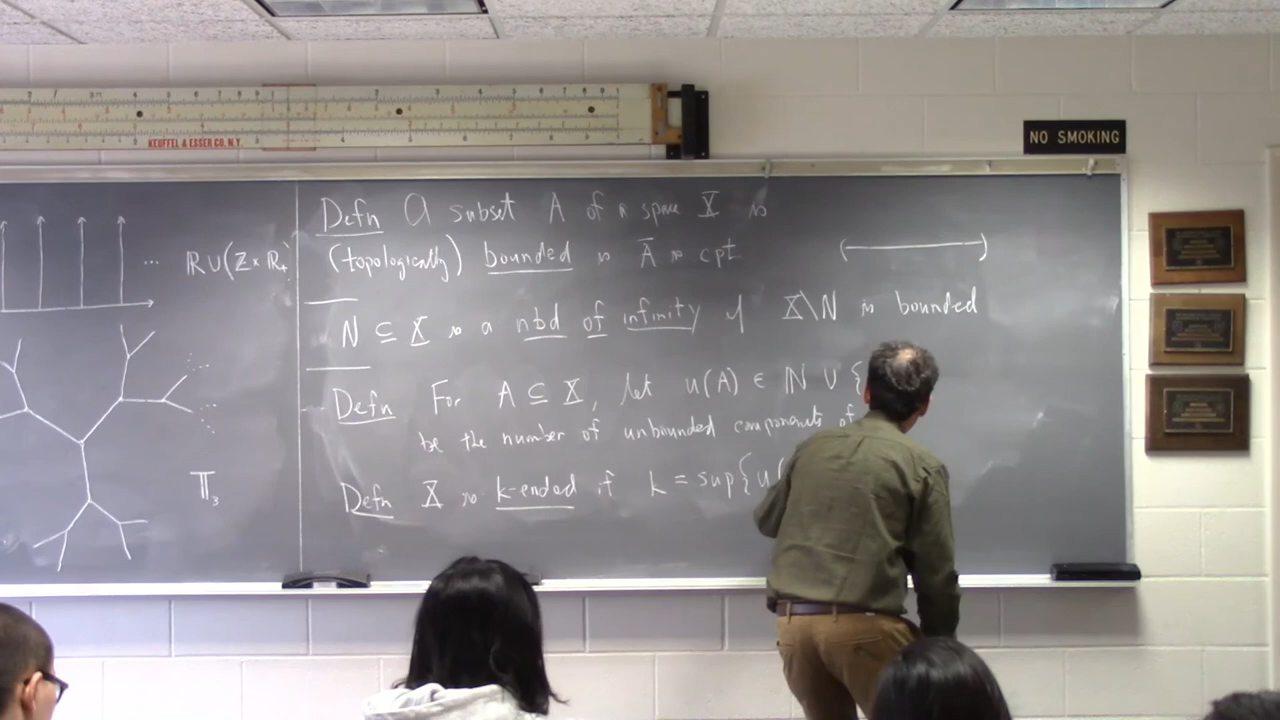 KEUFFEL & ESSER CO. N.Y.
NO SMOKING
ℝ∪(ℤ×ℝ₊)
𝕋₃
Defn A subset A of a space X is
(topologically) bounded is A̅ is cpt
N ⊆ X is a nbd of infinity if X\N is bounded
Defn For A ⊆ X, let u(A) ∈ ℕ ∪ {
be the number of unbounded components of
Defn X is k-ended if k = sup{u(